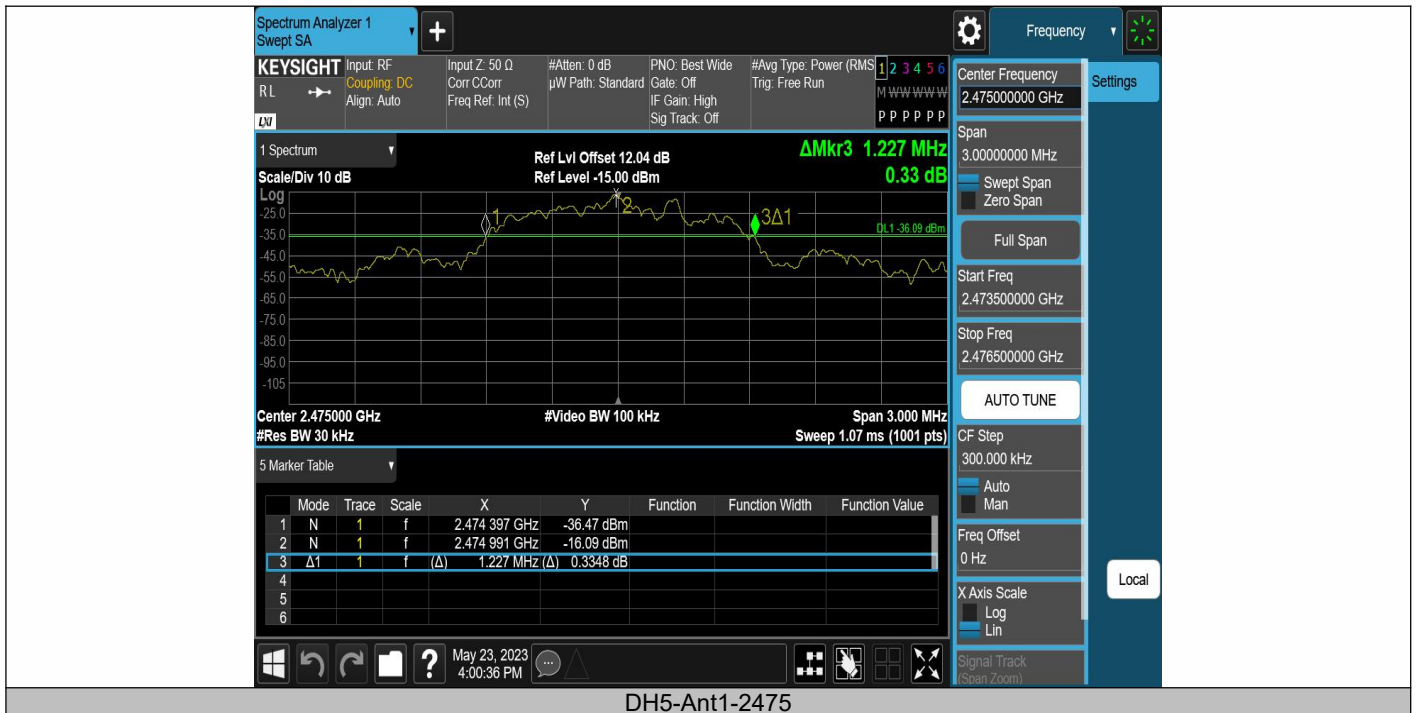 Spectrum Analyzer 1
Swept SA
+
Frequency
KEYSIGHT
RL
LXI
Input: RF
Coupling: DC
Align: Auto
Input Z: 50 Ω
Corr CCorr
Freq Ref: Int (S)
#Atten: 0 dB
µW Path: Standard
PNO: Best Wide
Gate: Off
IF Gain: High
Sig Track: Off
#Avg Type: Power (RMS
Trig: Free Run
1 2 3 4 5 6
M W W W W W
P P P P P P
1 Spectrum
Scale/Div 10 dB
Ref Lvl Offset 12.04 dB
Ref Level -15.00 dBm
ΔMkr3 1.227 MHz
0.33 dB
Log
-25.0
-35.0
-45.0
-55.0
-65.0
-75.0
-85.0
-95.0
-105
1
2
3Δ1
DL1 -36.09 dBm
Center 2.475000 GHz
#Video BW 100 kHz
Span 3.000 MHz
#Res BW 30 kHz
Sweep 1.07 ms (1001 pts)
5 Marker Table
Mode Trace Scale X Y Function Function Width Function Value
1 N 1 f 2.474 397 GHz -36.47 dBm
2 N 1 f 2.474 991 GHz -16.09 dBm
3 Δ1 1 f (Δ) 1.227 MHz (Δ) 0.3348 dB
4
5
6
?
May 23, 2023
4:00:36 PM
Center Frequency
2.475000000 GHz
Settings
Span
3.00000000 MHz
Swept Span
Zero Span
Full Span
Start Freq
2.473500000 GHz
Stop Freq
2.476500000 GHz
AUTO TUNE
CF Step
300.000 kHz
Auto
Man
Freq Offset
0 Hz
Local
X Axis Scale
Log
Lin
Signal Track
(Span Zoom)
DH5-Ant1-2475